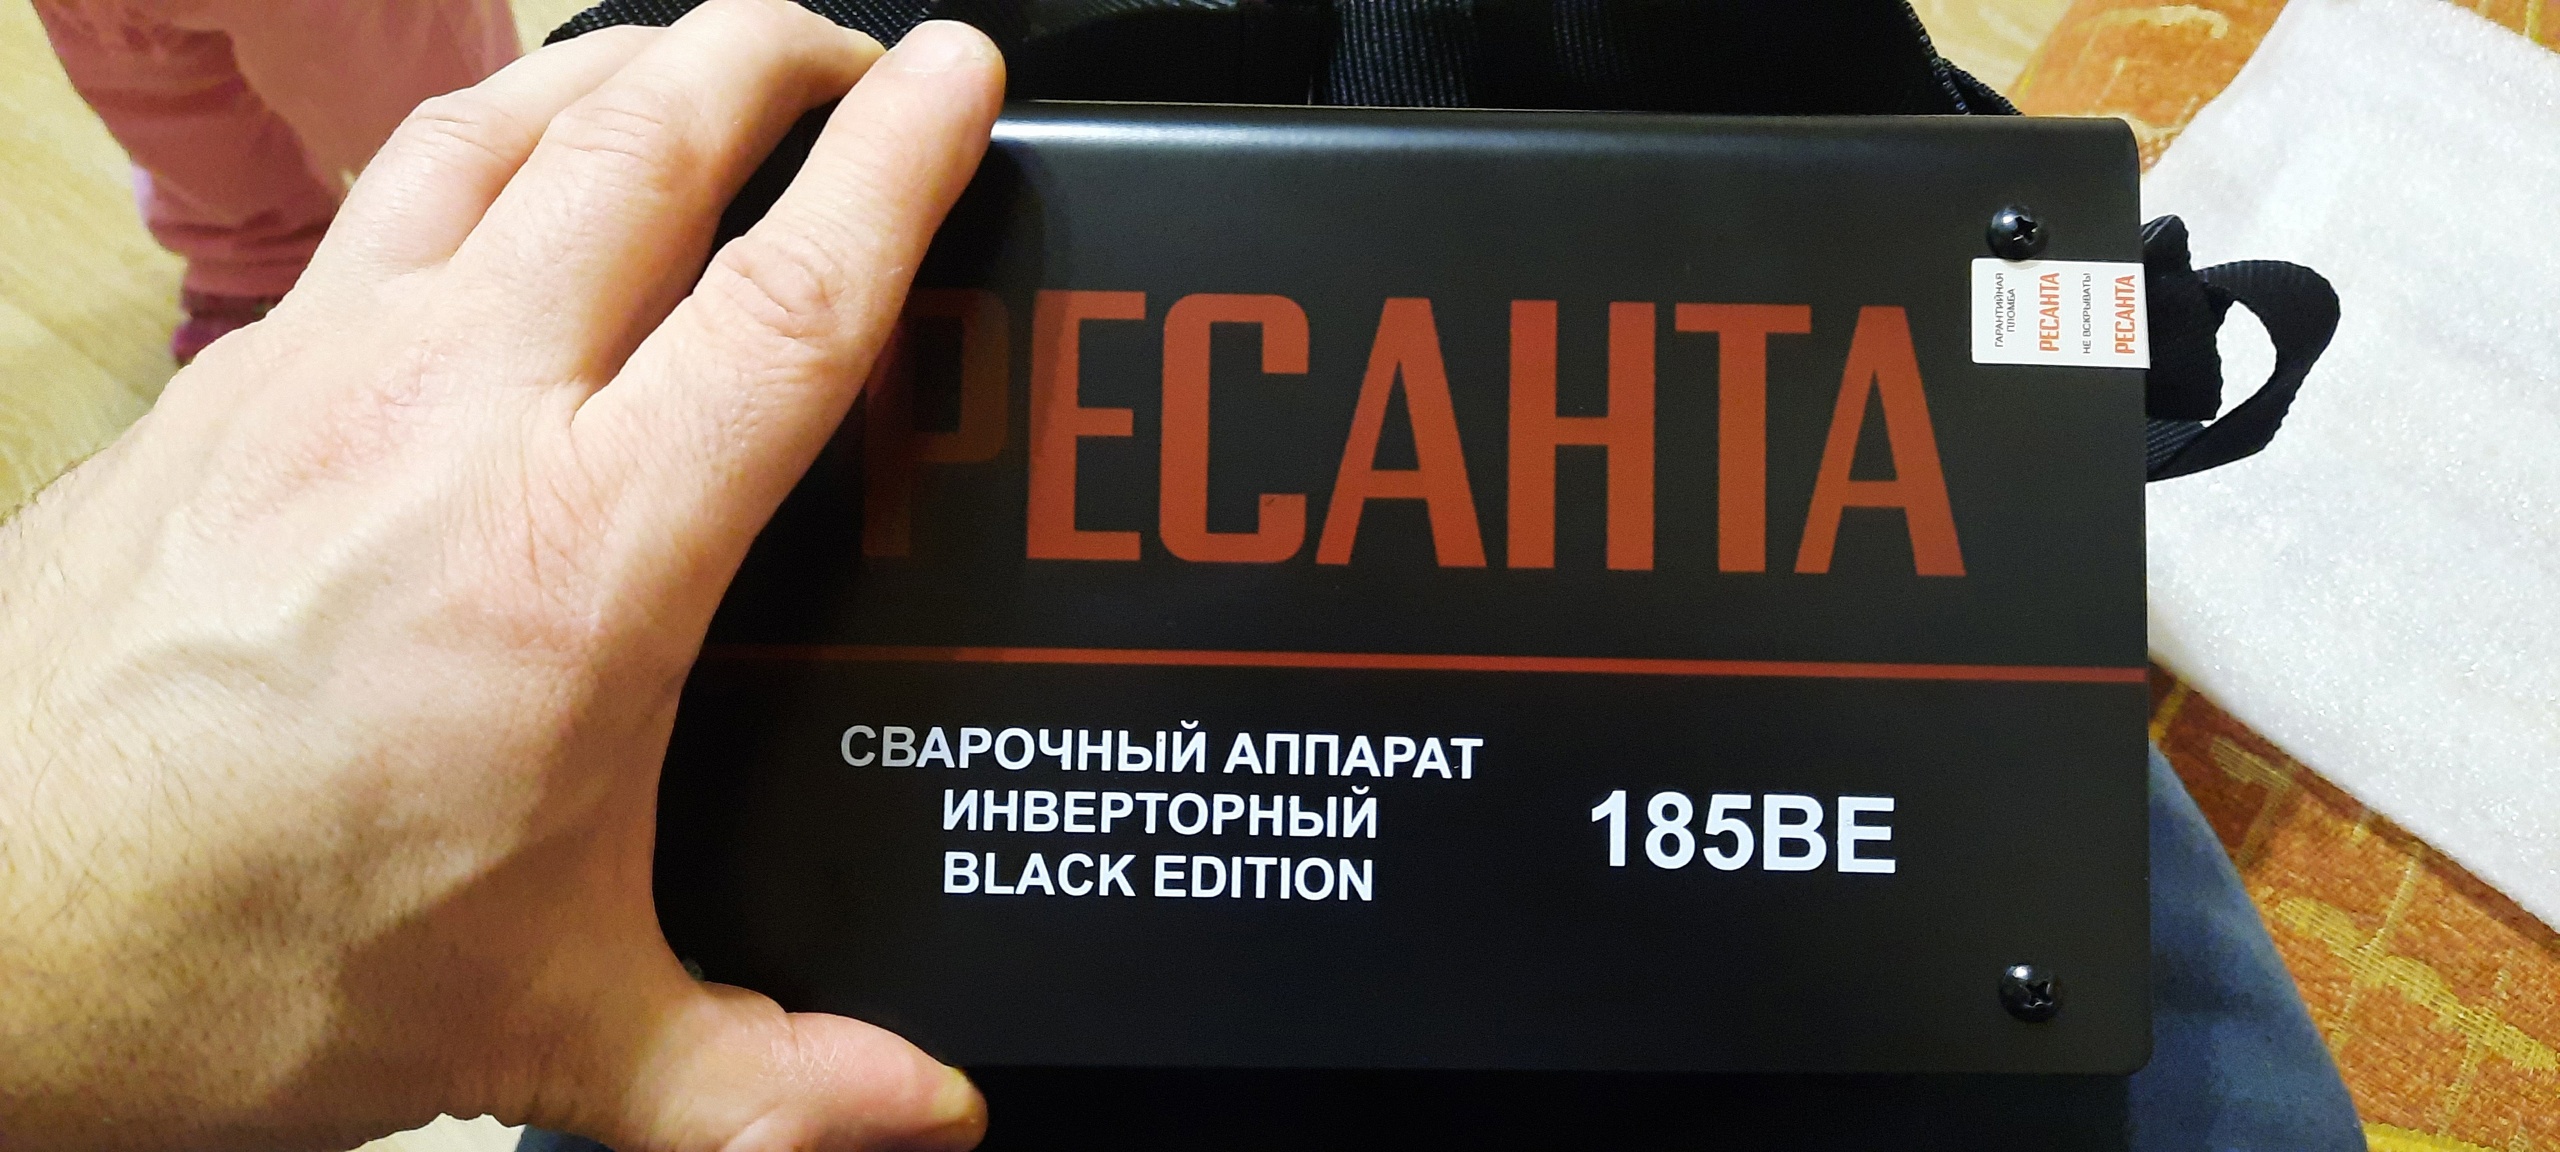 РЕСАНТА
ГАРАНТИЙНАЯ
ПЛОМБА
РЕСАНТА
НЕ ВСКРЫВАТЬ!
РЕСАНТА
СВАРОЧНЫЙ АППАРАТ
ИНВЕРТОРНЫЙ
BLACK EDITION
185BE